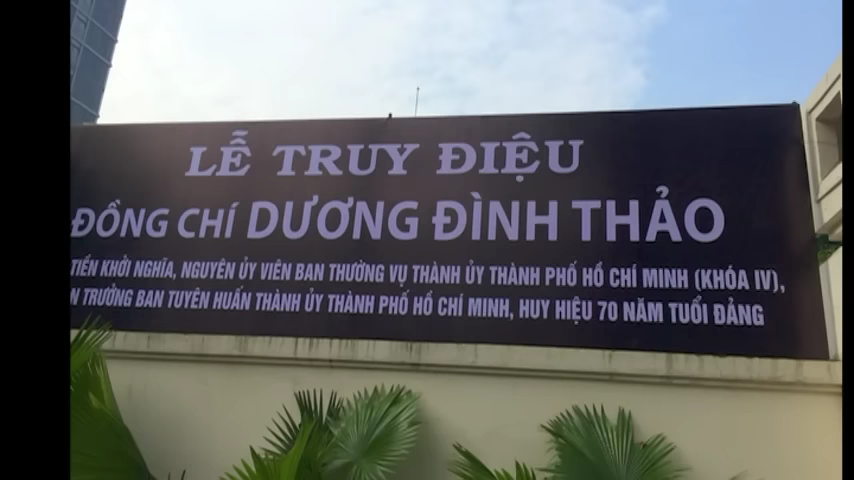 LỄ TRUY ĐIỆU
ĐỒNG CHÍ DƯƠNG ĐÌNH THẢO
TIỀN KHỞI NGHĨA, NGUYÊN ỦY VIÊN BAN THƯỜNG VỤ THÀNH ỦY THÀNH PHỐ HỒ CHÍ MINH (KHÓA IV),
TRƯỞNG BAN TUYÊN HUẤN THÀNH ỦY THÀNH PHỐ HỒ CHÍ MINH, HUY HIỆU 70 NĂM TUỔI ĐẢNG